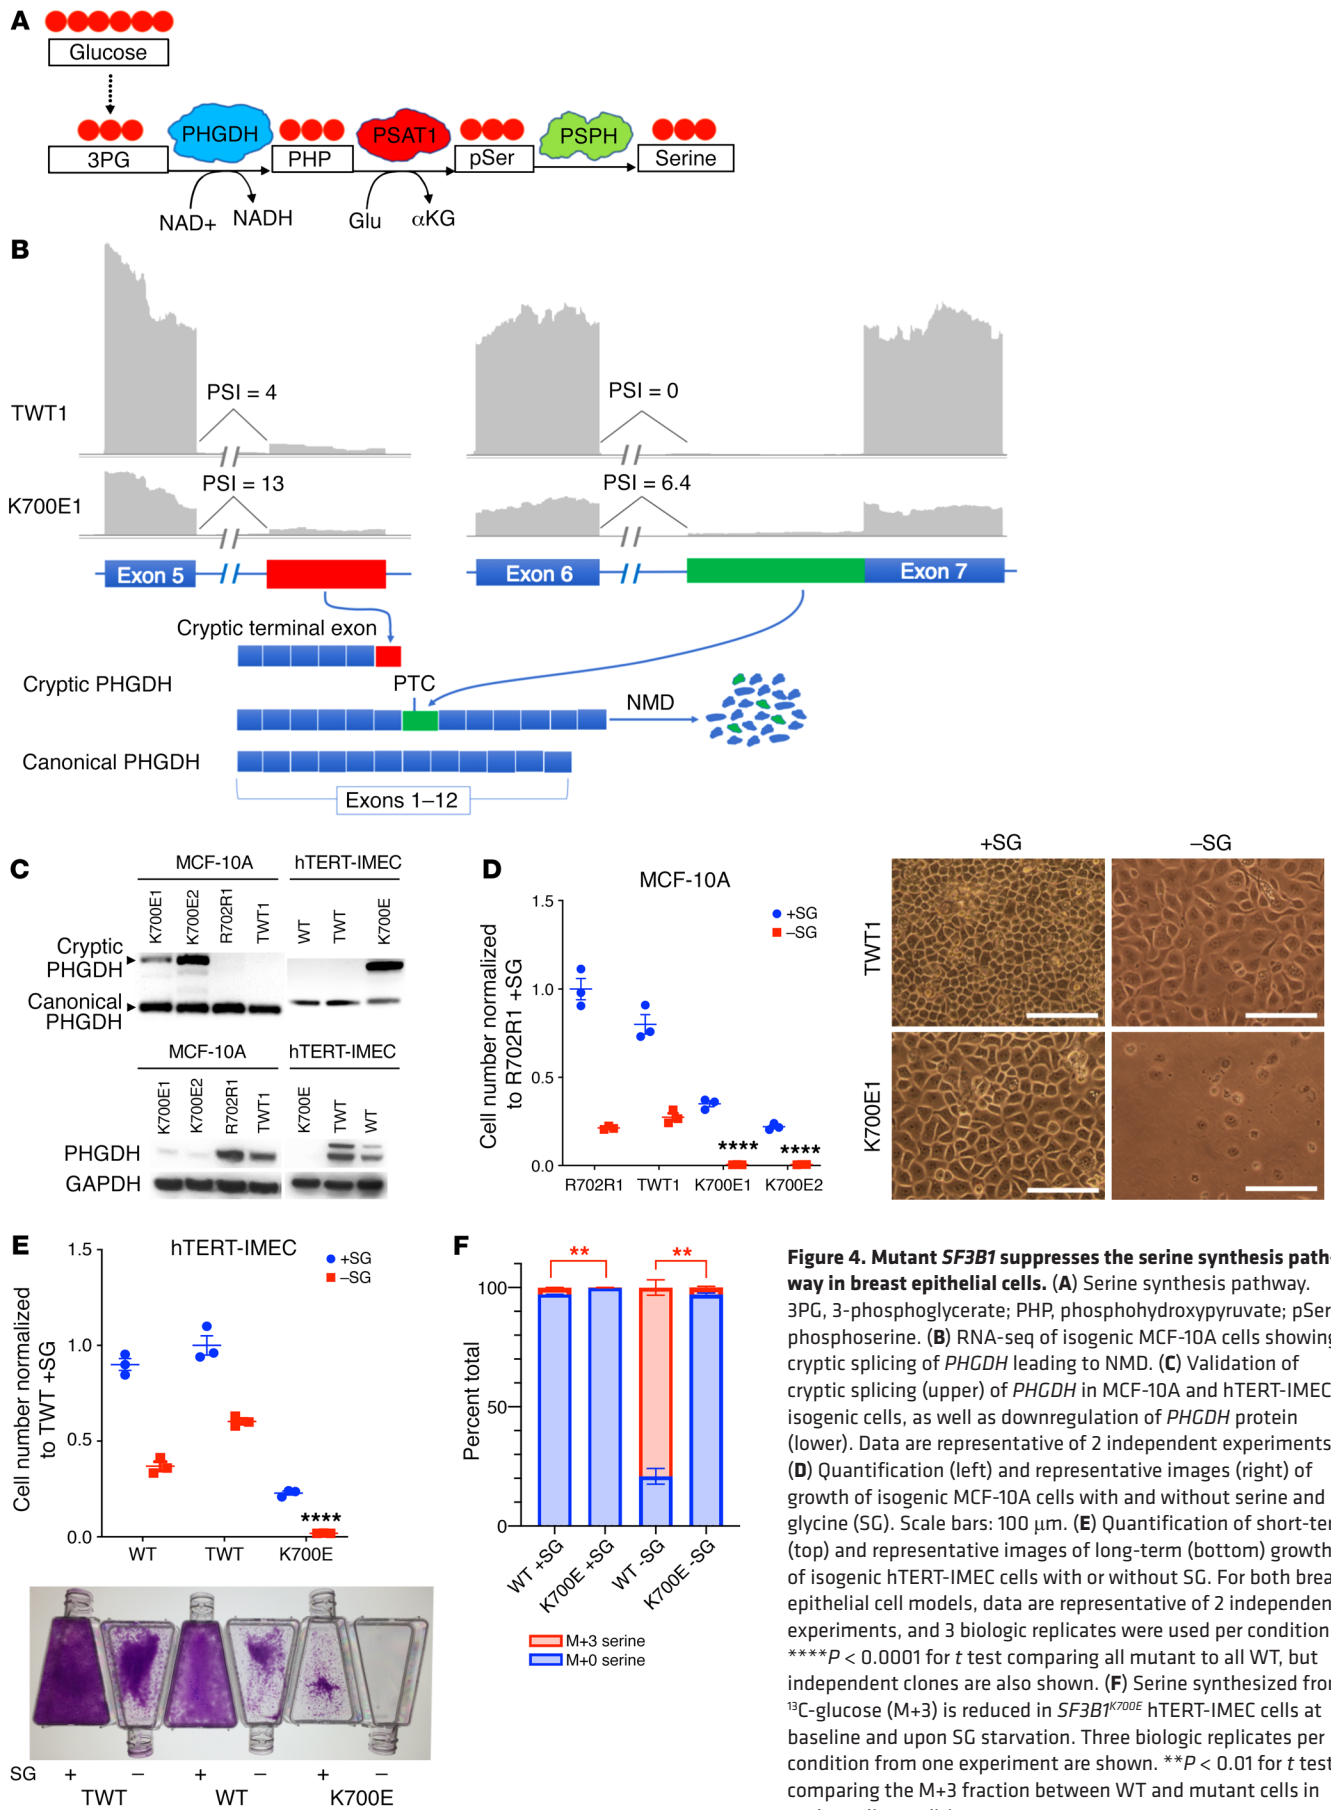 A
Glucose
3PG
PHGDH
PHP
PSAT1
pSer
PSPH
Serine
NAD+
NADH
Glu
αKG
B
TWT1
PSI = 4
PSI = 0
K700E1
PSI = 13
PSI = 6.4
Exon 5
Exon 6
Exon 7
Cryptic terminal exon
Cryptic PHGDH
PTC
NMD
Canonical PHGDH
Exons 1–12
C
MCF-10A
hTERT-IMEC
K700E1
K700E2
R702R1
TWT1
WT
TWT
K700E
Cryptic
PHGDH
Canonical
PHGDH
MCF-10A
hTERT-IMEC
K700E1
K700E2
R702R1
TWT1
K700E
TWT
WT
PHGDH
GAPDH
D
MCF-10A
Cell number normalized
to R702R1 +SG
1.5
1.0
0.5
0.0
+SG
–SG
****
****
R702R1
TWT1
K700E1
K700E2
+SG
–SG
TWT1
K700E1
E
hTERT-IMEC
Cell number normalized
to TWT +SG
1.5
1.0
0.5
0.0
+SG
–SG
****
WT
TWT
K700E
SG + – + – + –
TWT WT K700E
F
Percent total
100
50
0
**
**
WT +SG
K700E +SG
WT -SG
K700E -SG
M+3 serine
M+0 serine
Figure 4. Mutant SF3B1 suppresses the serine synthesis path-
way in breast epithelial cells. (A) Serine synthesis pathway.
3PG, 3-phosphoglycerate; PHP, phosphohydroxypyruvate; pSer
phosphoserine. (B) RNA-seq of isogenic MCF-10A cells showing
cryptic splicing of PHGDH leading to NMD. (C) Validation of
cryptic splicing (upper) of PHGDH in MCF-10A and hTERT-IMEC
isogenic cells, as well as downregulation of PHGDH protein
(lower). Data are representative of 2 independent experiments
(D) Quantification (left) and representative images (right) of
growth of isogenic MCF-10A cells with and without serine and
glycine (SG). Scale bars: 100 μm. (E) Quantification of short-ter
(top) and representative images of long-term (bottom) growth
of isogenic hTERT-IMEC cells with or without SG. For both brea
epithelial cell models, data are representative of 2 independen
experiments, and 3 biologic replicates were used per condition
****P < 0.0001 for t test comparing all mutant to all WT, but
independent clones are also shown. (F) Serine synthesized from
13C-glucose (M+3) is reduced in SF3B1K700E hTERT-IMEC cells at
baseline and upon SG starvation. Three biologic replicates per
condition from one experiment are shown. **P < 0.01 for t test
comparing the M+3 fraction between WT and mutant cells in